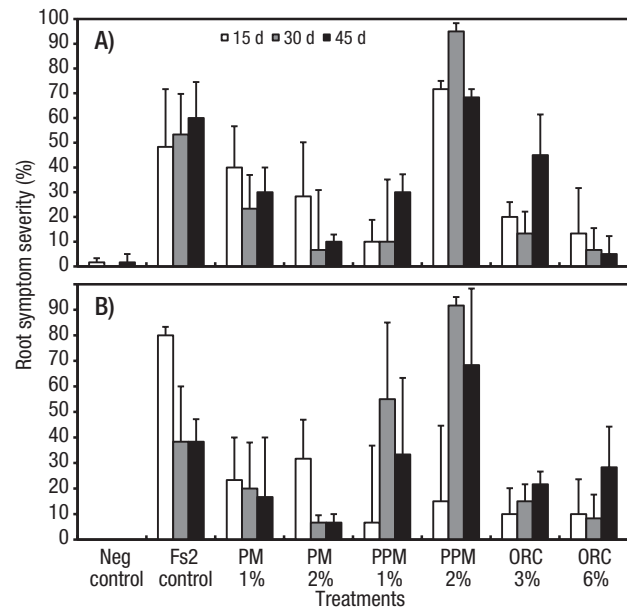 A)
15 d 30 d 45 d
100
90
80
70
60
50
40
30
20
10
0
Root symptom severity (%)
B)
90
80
70
60
50
40
30
20
10
0
Neg control
Fs2 control
PM 1%
PM 2%
PPM 1%
PPM 2%
ORC 3%
ORC 6%
Treatments